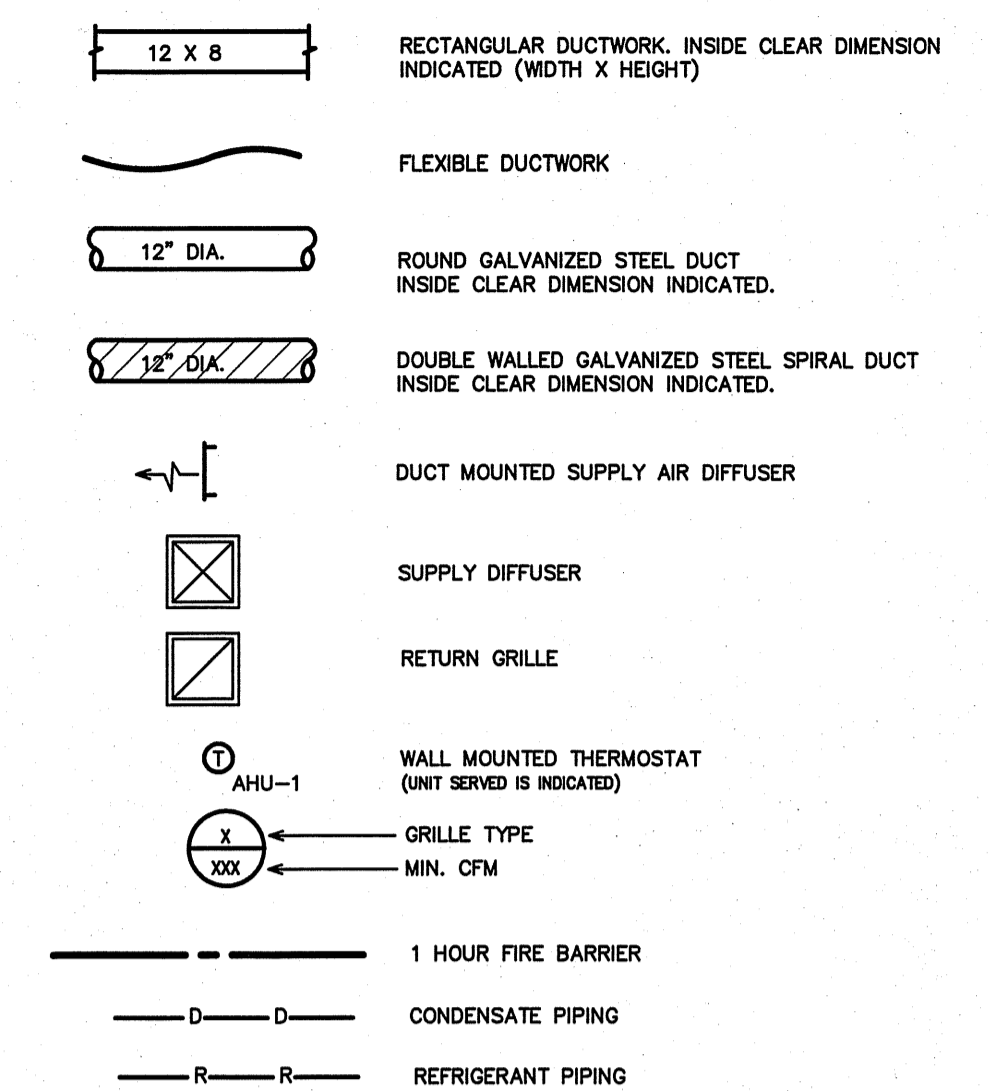 12 X 8
RECTANGULAR DUCTWORK. INSIDE CLEAR DIMENSION
INDICATED (WIDTH X HEIGHT)
FLEXIBLE DUCTWORK
12" DIA.
ROUND GALVANIZED STEEL DUCT
INSIDE CLEAR DIMENSION INDICATED.
12" DIA.
DOUBLE WALLED GALVANIZED STEEL SPIRAL DUCT
INSIDE CLEAR DIMENSION INDICATED.
DUCT MOUNTED SUPPLY AIR DIFFUSER
SUPPLY DIFFUSER
RETURN GRILLE
T
AHU-1
WALL MOUNTED THERMOSTAT
(UNIT SERVED IS INDICATED)
X
GRILLE TYPE
XXX
MIN. CFM
1 HOUR FIRE BARRIER
D D
CONDENSATE PIPING
R R
REFRIGERANT PIPING